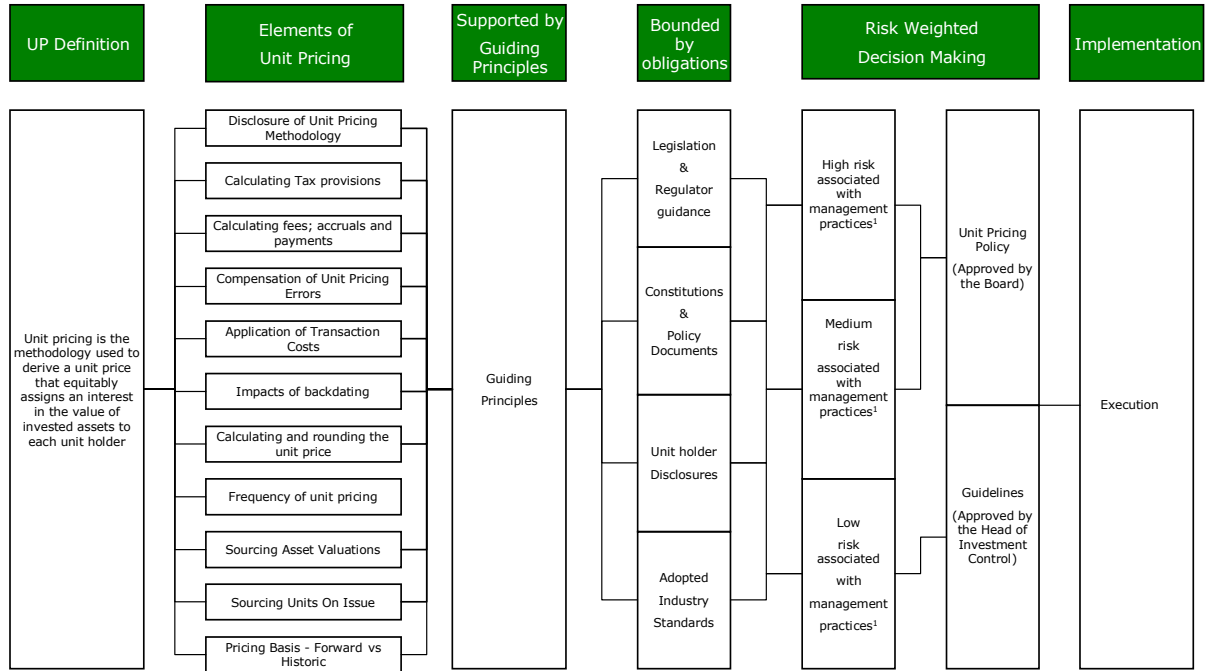 UP Definition
Elements of
Unit Pricing
Supported by
Guiding
Principles
Bounded
by
obligations
Risk Weighted
Decision Making
Implementation
Unit pricing is the
methodology used to
derive a unit price
that equitably
assigns an interest
in the value of
invested assets to
each unit holder
Disclosure of Unit Pricing
Methodology
Calculating Tax provisions
Calculating fees; accruals and
payments
Compensation of Unit Pricing
Errors
Application of Transaction
Costs
Impacts of backdating
Calculating and rounding the
unit price
Frequency of unit pricing
Sourcing Asset Valuations
Sourcing Units On Issue
Pricing Basis - Forward vs
Historic
Guiding
Principles
Legislation
&
Regulator
guidance
Constitutions
&
Policy
Documents
Unit holder
Disclosures
Adopted
Industry
Standards
High risk
associated
with
management
practices¹
Medium
risk
associated
with
management
practices¹
Low
risk
associated
with
management
practices¹
Unit Pricing
Policy
(Approved by
the Board)
Guidelines
(Approved by
the Head of
Investment
Control)
Execution